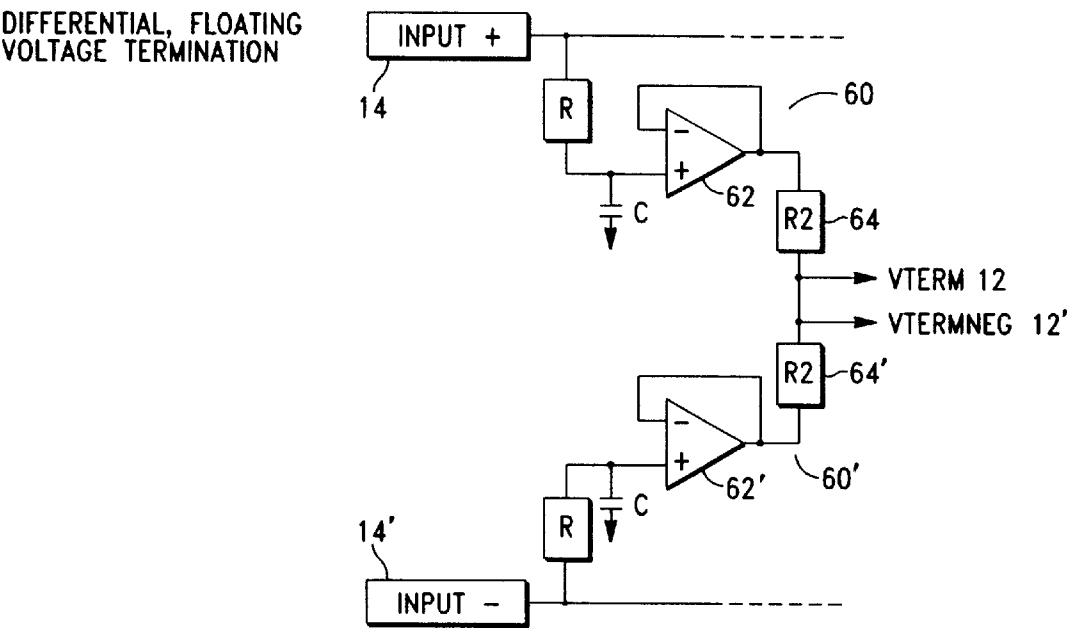 DIFFERENTIAL, FLOATING
VOLTAGE TERMINATION
INPUT +
14
R
C
−
+
62
60
R2
64
VTERM 12
VTERMNEG 12'
R2
64'
−
+
62'
60'
C
R
14'
INPUT −